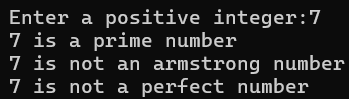 Enter a positive integer:7
7 is a prime number
7 is not an armstrong number
7 is not a perfect number